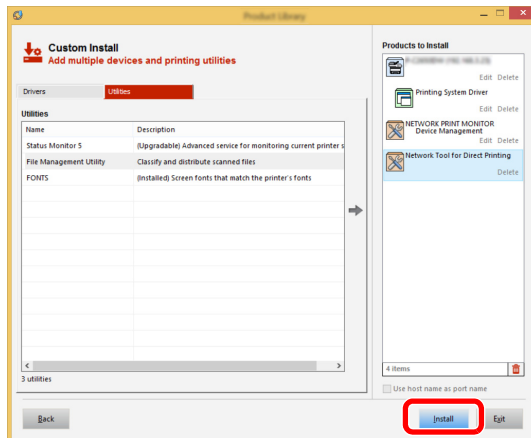 Product Library
Custom Install
Add multiple devices and printing utilities
Drivers
Utilities
Utilities
Name
Description
Status Monitor 5
(Upgradable) Advanced service for monitoring current printer s
File Management Utility
Classify and distribute scanned files
FONTS
(Installed) Screen fonts that match the printer's fonts
3 utilities
Products to Install
Edit Delete
Printing System Driver
Edit Delete
NETWORK PRINT MONITOR
Device Management
Edit Delete
Network Tool for Direct Printing
Delete
4 items
Use host name as port name
Back
Install
Exit